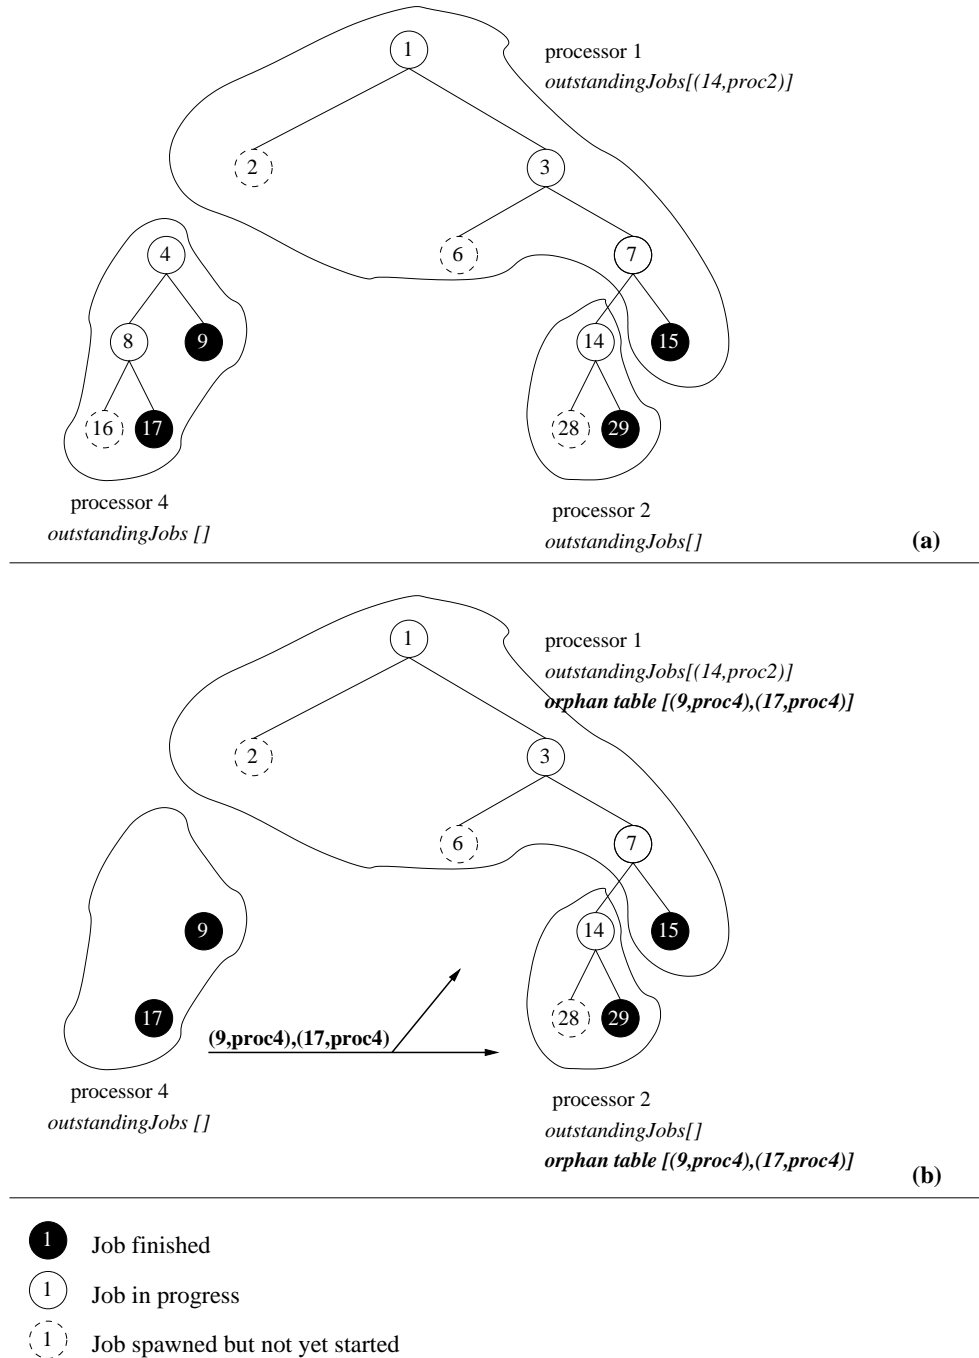 1
processor 1
outstandingJobs[(14,proc2)]
2
3
4
6
7
8
9
14
15
16
17
28
29
processor 4
outstandingJobs []
processor 2
outstandingJobs[]
(a)
1
processor 1
outstandingJobs[(14,proc2)]
orphan table [(9,proc4),(17,proc4)]
2
3
6
7
9
14
15
17
28
29
(9,proc4),(17,proc4)
processor 4
outstandingJobs []
processor 2
outstandingJobs[]
orphan table [(9,proc4),(17,proc4)]
(b)
1 Job finished
1 Job in progress
1 Job spawned but not yet started